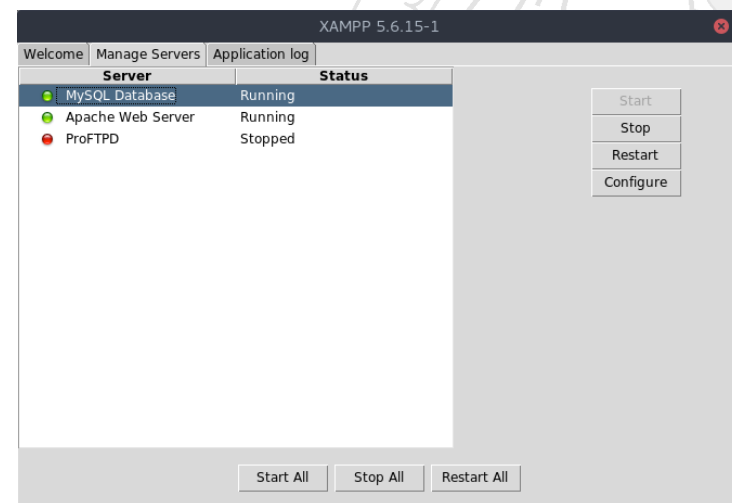 XAMPP 5.6.15-1
Welcome Manage Servers Application log
Server Status
MySQL Database Running
Apache Web Server Running
ProFTPD Stopped
Start
Stop
Restart
Configure
Start All Stop All Restart All